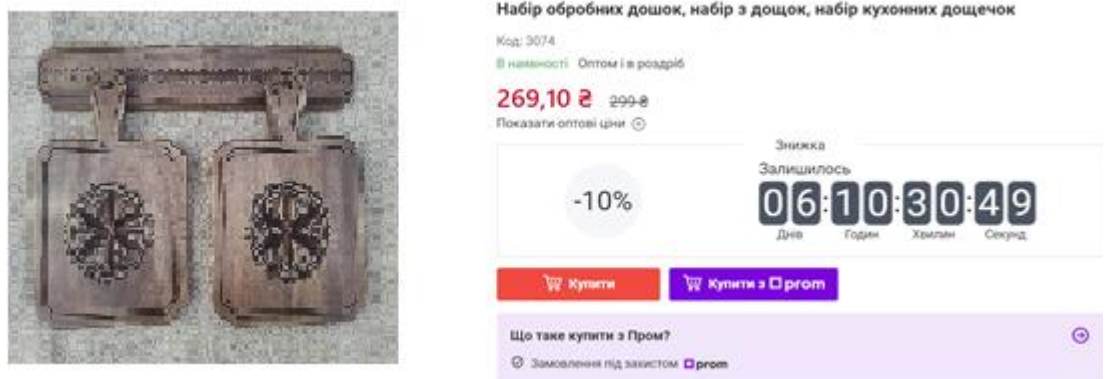 Набір обробних дошок, набір з дощок, набір кухонних дощечок
Код: 3074
В наявності Оптом і в роздріб
269,10 ₴ 299 ₴
Показати оптові ціни
Знижка
-10%
Залишилось
06:10:30:49
Днів Годин Хвилин Секунд
Купити Купити з prom
Що таке купити з Пром?
Замовлення під захистом prom